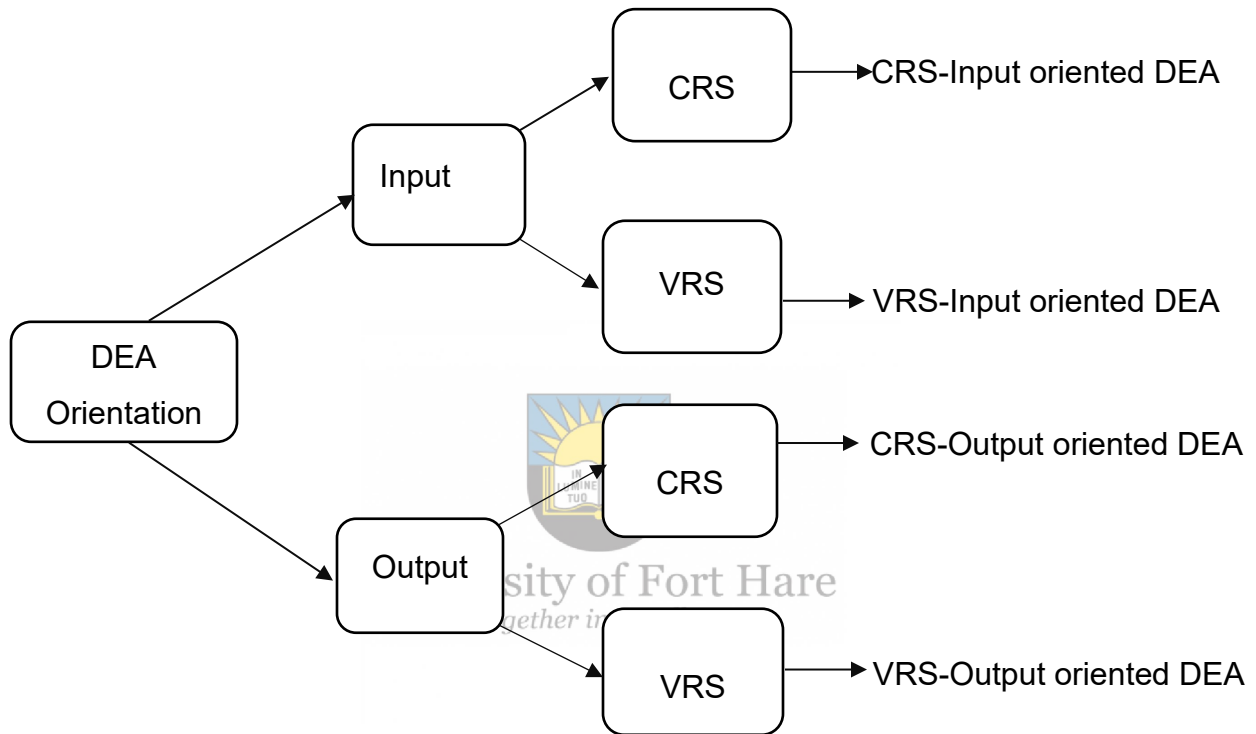 CRS
CRS-Input oriented DEA
Input
VRS
VRS-Input oriented DEA
DEA
Orientation
IN
LUMINE
TUO
CRS
CRS-Output oriented DEA
Output
sity of Fort Hare
gether in
VRS
VRS-Output oriented DEA